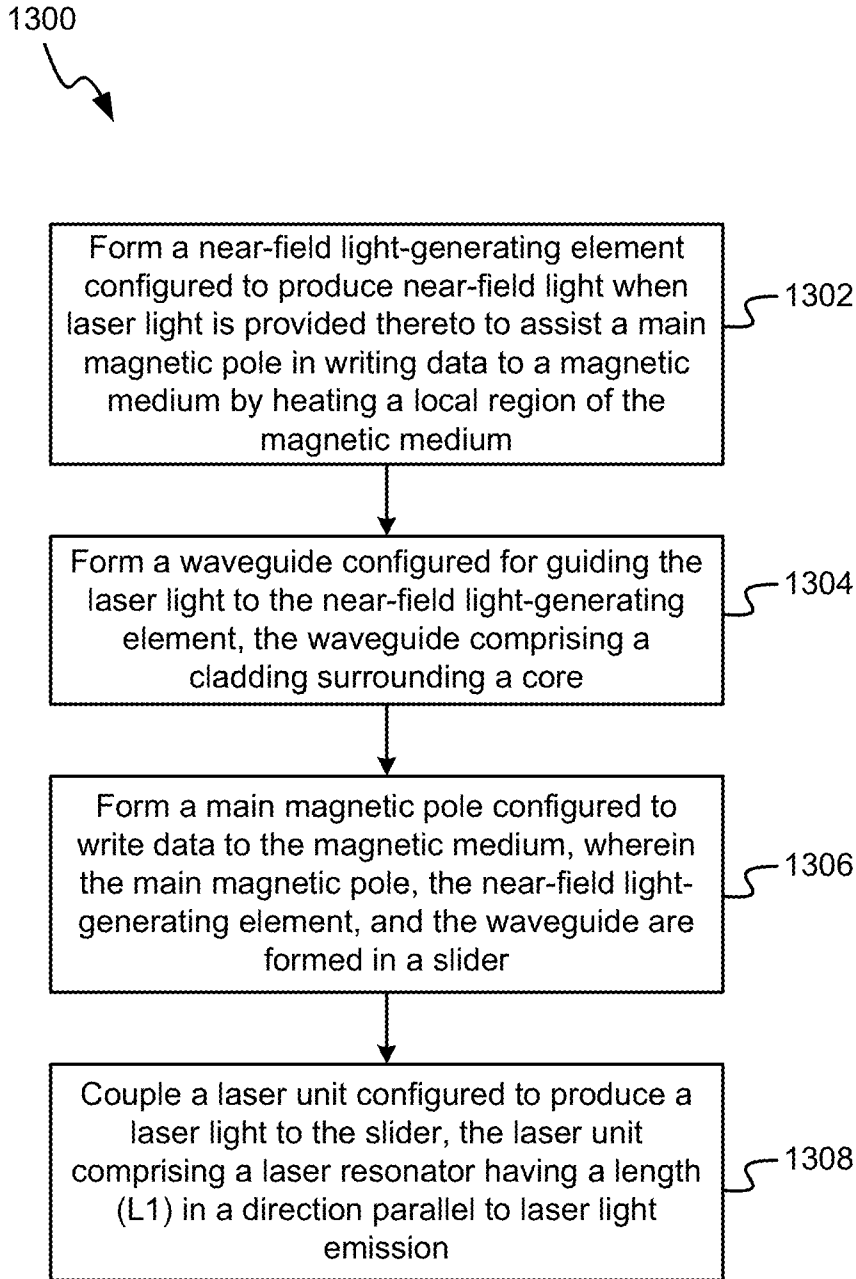 1300
Form a near-field light-generating element
configured to produce near-field light when
laser light is provided thereto to assist a main
magnetic pole in writing data to a magnetic
medium by heating a local region of the
magnetic medium
1302
Form a waveguide configured for guiding the
laser light to the near-field light-generating
element, the waveguide comprising a
cladding surrounding a core
1304
Form a main magnetic pole configured to
write data to the magnetic medium, wherein
the main magnetic pole, the near-field light-
generating element, and the waveguide are
formed in a slider
1306
Couple a laser unit configured to produce a
laser light to the slider, the laser unit
comprising a laser resonator having a length
(L1) in a direction parallel to laser light
emission
1308